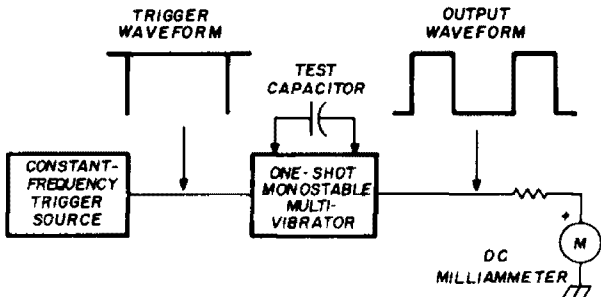 TRIGGER
WAVEFORM
OUTPUT
WAVEFORM
TEST
CAPACITOR
CONSTANT-
FREQUENCY
TRIGGER
SOURCE
ONE-SHOT
MONOSTABLE
MULTI-
VIBRATOR
+
M
DC
MILLIAMMETER